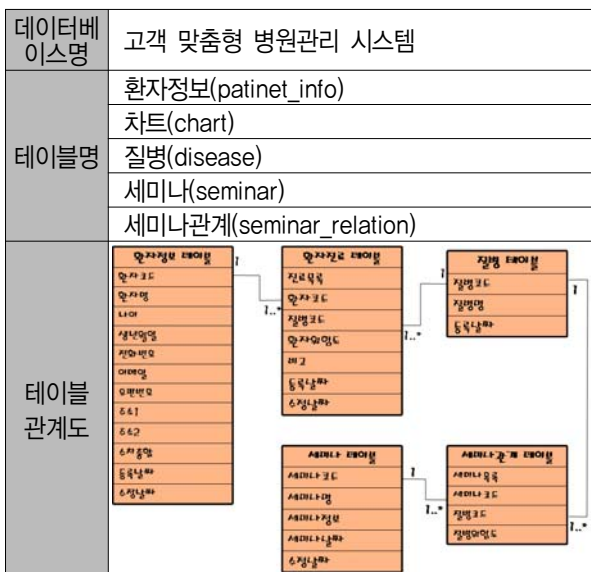 데이터베
이스명
고객 맞춤형 병원관리 시스템
테이블명
환자정보(patinet_info)
차트(chart)
질병(disease)
세미나(seminar)
세미나관계(seminar_relation)
테이블
관계도
환자정보 테이블
환자코드
환자명
나이
생년월일
전화번호
이메일
우편번호
주소1
주소2
등록날짜
수정날짜
1
1..*
환자진료 테이블
진료목록
환자코드
질병코드
환자위험도
비고
등록날짜
수정날짜
1
1..*
질병 테이블
질병코드
질병명
등록날짜
1
1..*
세미나 테이블
세미나코드
세미나명
세미나정보
세미나날짜
수정날짜
1
1..*
세미나관계 테이블
세미나목록
세미나코드
질병코드
질병위험도